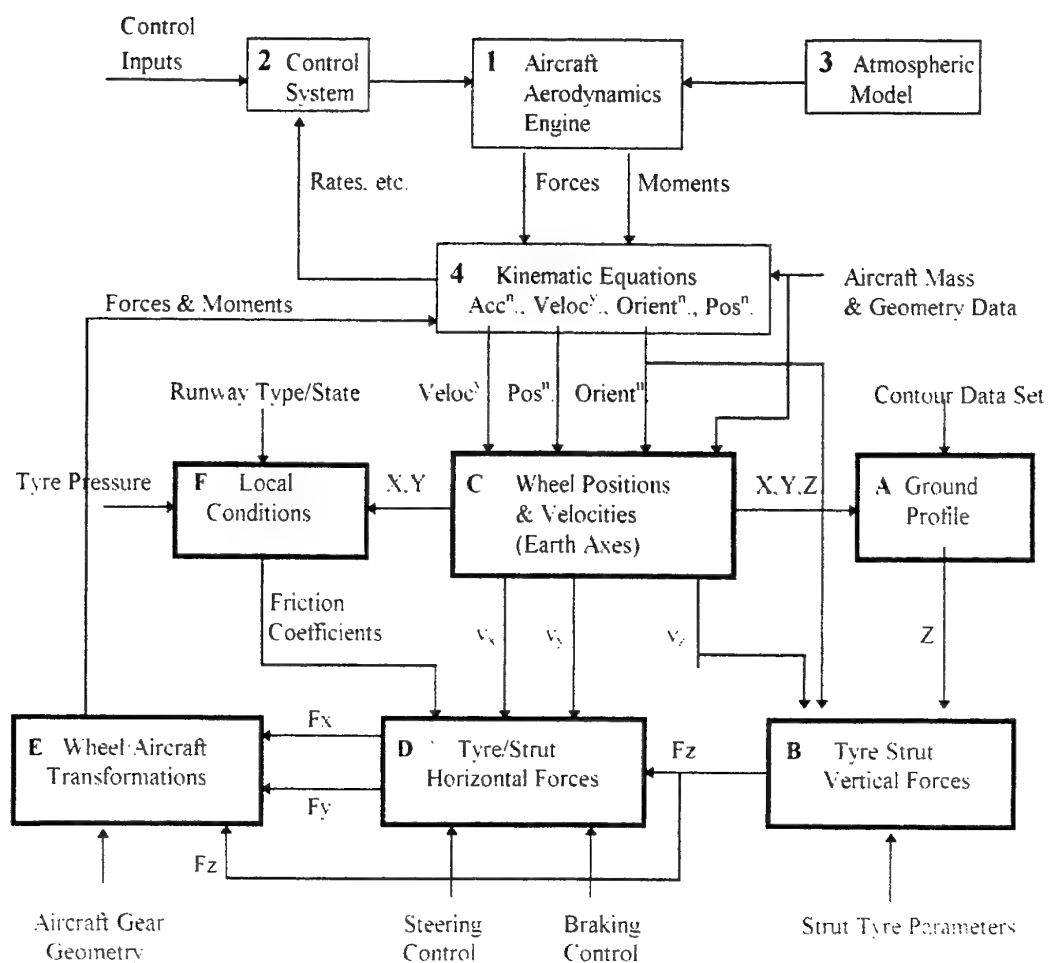 Control
Inputs
2 Control
System
1 Aircraft
Aerodynamics
Engine
3 Atmospheric
Model
Rates, etc.
Forces
Moments
4 Kinematic Equations
Accⁿ., Velocʸ., Orientⁿ., Posⁿ.
Aircraft Mass
& Geometry Data
Forces & Moments
Runway Type/State
Velocʸ
Posⁿ.
Orientⁿ.
Contour Data Set
Tyre Pressure
F Local
Conditions
X,Y
C Wheel Positions
& Velocities
(Earth Axes)
X,Y,Z
A Ground
Profile
Friction
Coefficients
vₓ
vᵧ
v_z
Z
E Wheel Aircraft
Transformations
Fx
Fy
D Tyre/Strut
Horizontal Forces
Fz
B Tyre Strut
Vertical Forces
Fz
Aircraft Gear
Geometry
Steering
Control
Braking
Control
Strut Tyre Parameters